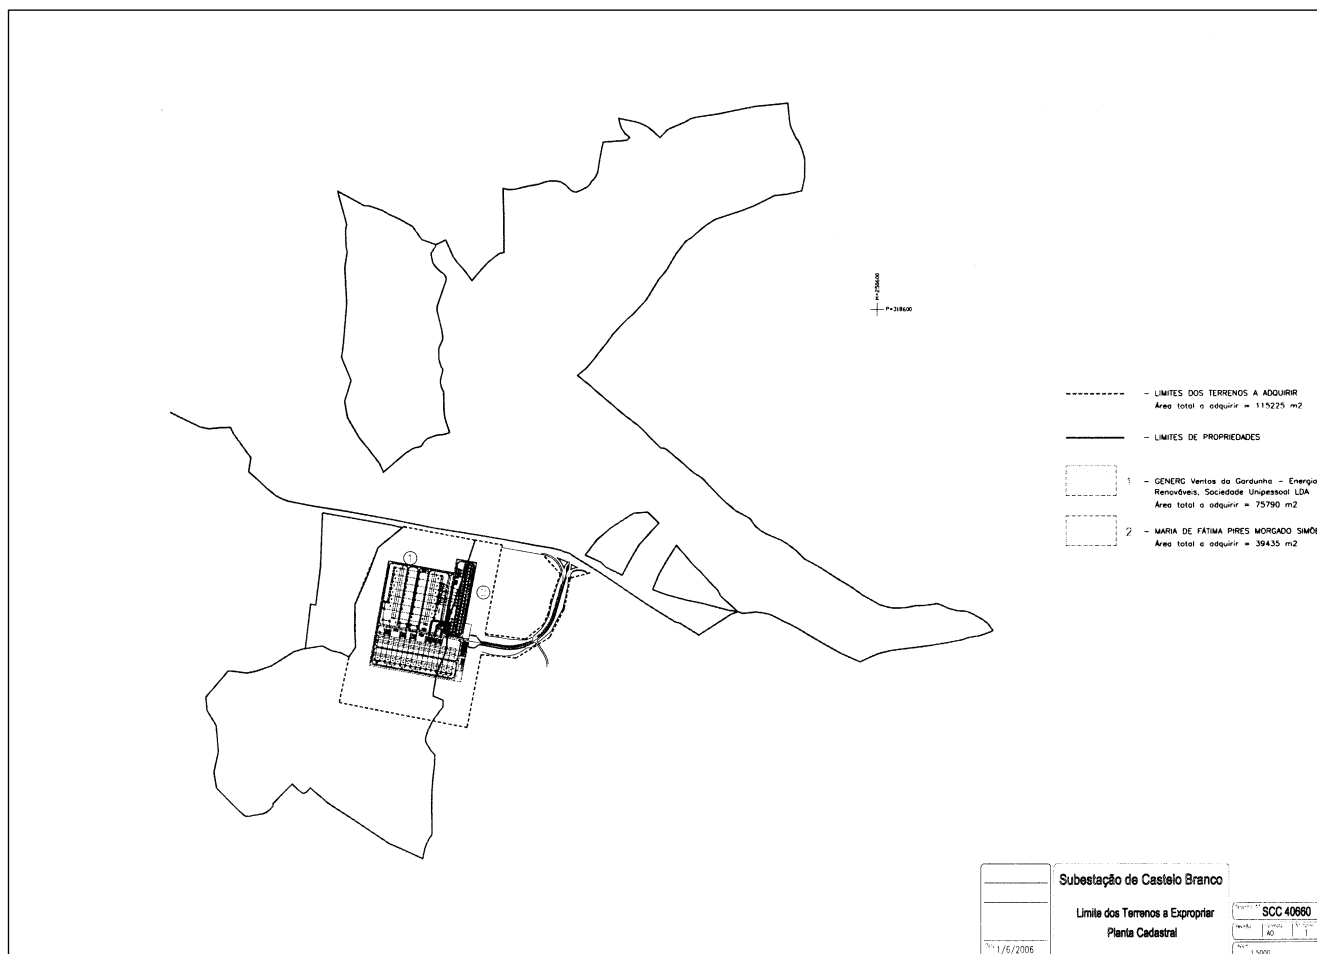 M=258600
P=318600
- LIMITES DOS TERRENOS A ADQUIRIR
Área total a adquirir = 115225 m2
- LIMITES DE PROPRIEDADES
1 - GENERG Ventos da Gardunha - Energia
Renováveis, Sociedade Unipessoal LDA
Área total a adquirir = 75790 m2
2 - MARIA DE FÁTIMA PIRES MORGADO SIMÕE
Área total a adquirir = 39435 m2
1
Subestação de Castelo Branco
Limite dos Terrenos a Expropriar
Planta Cadastral
SCC 40660
A0
1
1/6/2006
1:5000